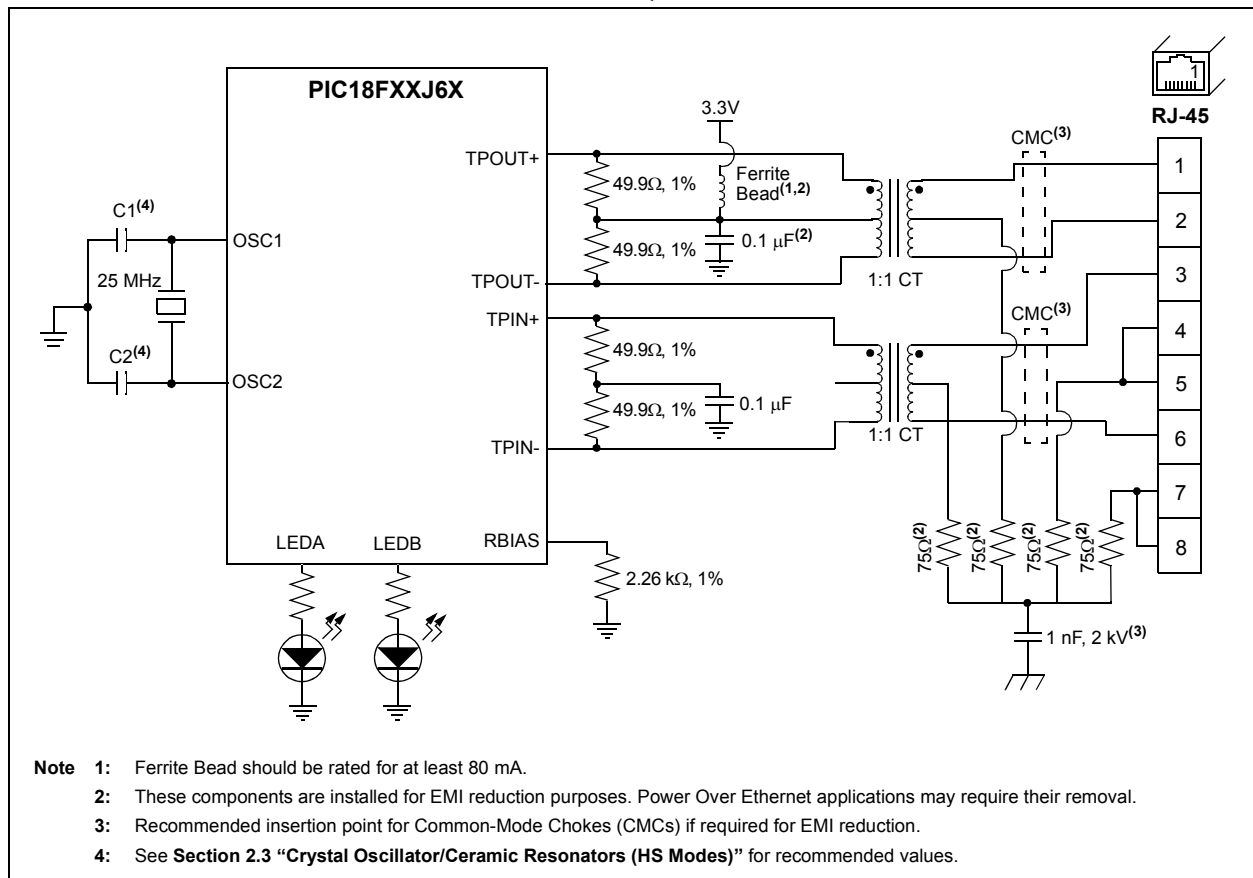 PIC18FXXJ6X
1
RJ-45
3.3V
CMC(3)
TPOUT+
1
49.9Ω, 1%
Ferrite
Bead(1,2)
C1(4)
2
OSC1
49.9Ω, 1%
0.1 μF(2)
3
25 MHz
TPOUT-
1:1 CT
TPIN+
CMC(3)
4
C2(4)
49.9Ω, 1%
OSC2
5
49.9Ω, 1%
0.1 μF
1:1 CT
6
TPIN-
7
LEDA
LEDB
RBIAS
75Ω(2)
75Ω(2)
75Ω(2)
75Ω(2)
8
2.26 kΩ, 1%
1 nF, 2 kV(3)
Note 1: Ferrite Bead should be rated for at least 80 mA.
2: These components are installed for EMI reduction purposes. Power Over Ethernet applications may require their removal.
3: Recommended insertion point for Common-Mode Chokes (CMCs) if required for EMI reduction.
4: See Section 2.3 “Crystal Oscillator/Ceramic Resonators (HS Modes)” for recommended values.